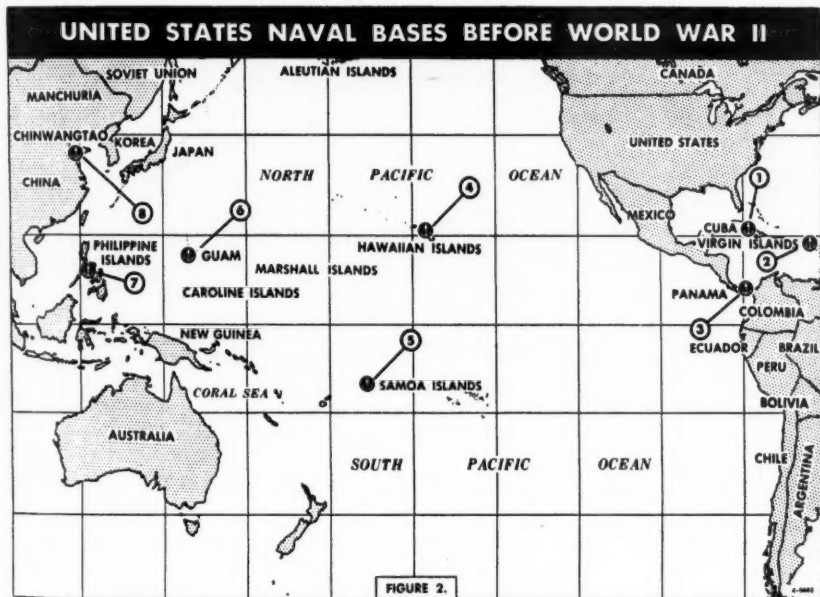 UNITED STATES NAVAL BASES BEFORE WORLD WAR II
SOVIET UNION
ALEUTIAN ISLANDS
CANADA
MANCHURIA
CHINWANGTAO
KOREA
JAPAN
UNITED STATES
CHINA
NORTH PACIFIC OCEAN
1
8
6
4
MEXICO
CUBA
VIRGIN ISLANDS
2
PHILIPPINE
ISLANDS
7
GUAM
HAWAIIAN ISLANDS
MARSHALL ISLANDS
CAROLINE ISLANDS
PANAMA
COLOMBIA
3
NEW GUINEA
5
ECUADOR
BRAZIL
PERU
CORAL SEA
SAMOA ISLANDS
BOLIVIA
AUSTRALIA
SOUTH PACIFIC OCEAN
CHILE
ARGENTINA
FIGURE 2.